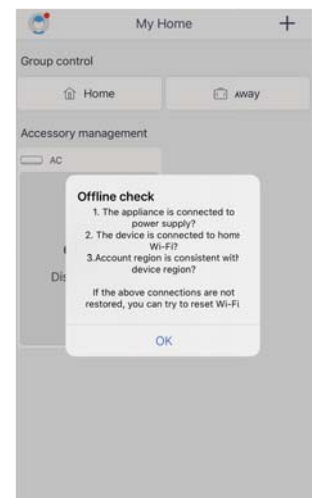 My Home
Group control
Home
Away
Accessory management
AC
Dis
Offline check
1. The appliance is connected to
power supply?
2. The device is connected to home
Wi-Fi?
3.Account region is consistent with
device region?
If the above connections are not
restored, you can try to reset Wi-Fi
OK